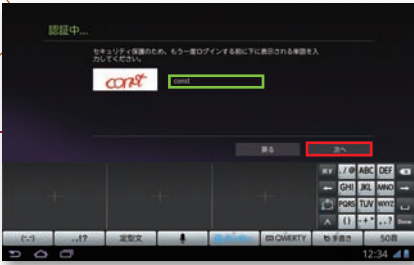 認証中...
セキュリティ保護のため、もう一度ログインする前に下に表示される単語を入
力してください。
const
const
戻る
次へ
./@ ABC DEF
GHI JKL MNO
PQRS TUV WXYZ
^ () -+* ..? Done
(^-^) ...!? 定型文 QWERTY 手書き 50音
12:34